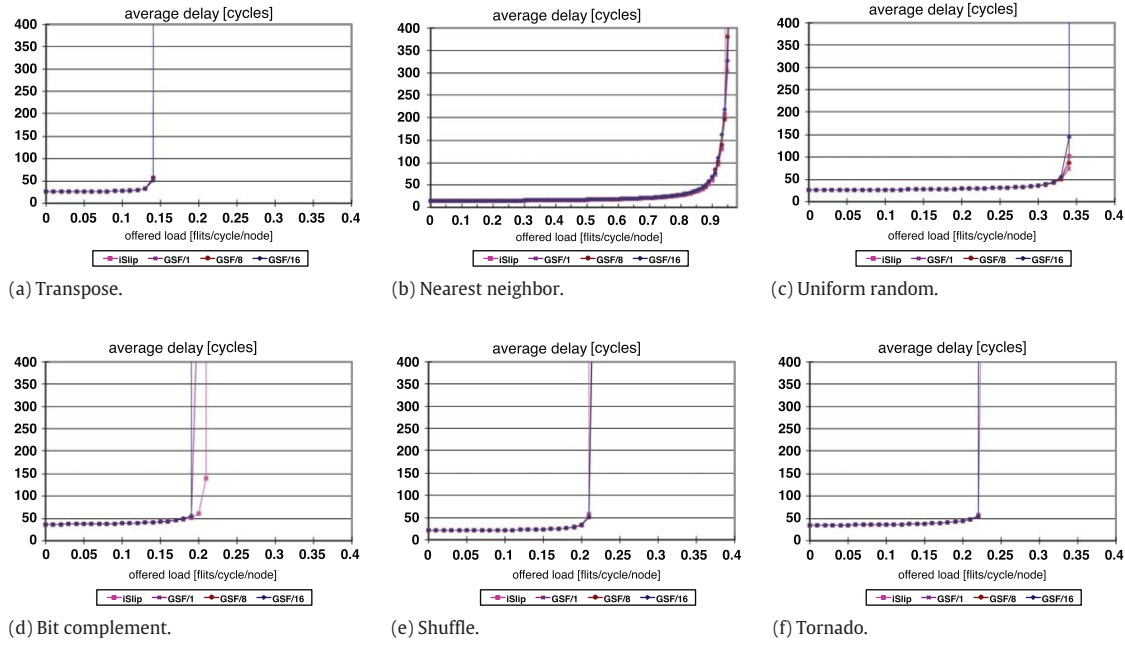 average delay [cycles]
400
350
300
250
200
150
100
50
0
0 0.05 0.1 0.15 0.2 0.25 0.3 0.35 0.4
offered load [flits/cycle/node]
iSlip GSF/1 GSF/8 GSF/16
(a) Transpose.
average delay [cycles]
400
350
300
250
200
150
100
50
0
0 0.1 0.2 0.3 0.4 0.5 0.6 0.7 0.8 0.9
offered load [flits/cycle/node]
iSlip GSF/1 GSF/8 GSF/16
(b) Nearest neighbor.
average delay [cycles]
400
350
300
250
200
150
100
50
0
0 0.05 0.1 0.15 0.2 0.25 0.3 0.35 0.4
offered load [flits/cycle/node]
iSlip GSF/1 GSF/8 GSF/16
(c) Uniform random.
average delay [cycles]
400
350
300
250
200
150
100
50
0
0 0.05 0.1 0.15 0.2 0.25 0.3 0.35 0.4
offered load [flits/cycle/node]
iSlip GSF/1 GSF/8 GSF/16
(d) Bit complement.
average delay [cycles]
400
350
300
250
200
150
100
50
0
0 0.05 0.1 0.15 0.2 0.25 0.3 0.35 0.4
offered load [flits/cycle/node]
iSlip GSF/1 GSF/8 GSF/16
(e) Shuffle.
average delay [cycles]
400
350
300
250
200
150
100
50
0
0 0.05 0.1 0.15 0.2 0.25 0.3 0.35 0.4
offered load [flits/cycle/node]
iSlip GSF/1 GSF/8 GSF/16
(f) Tornado.